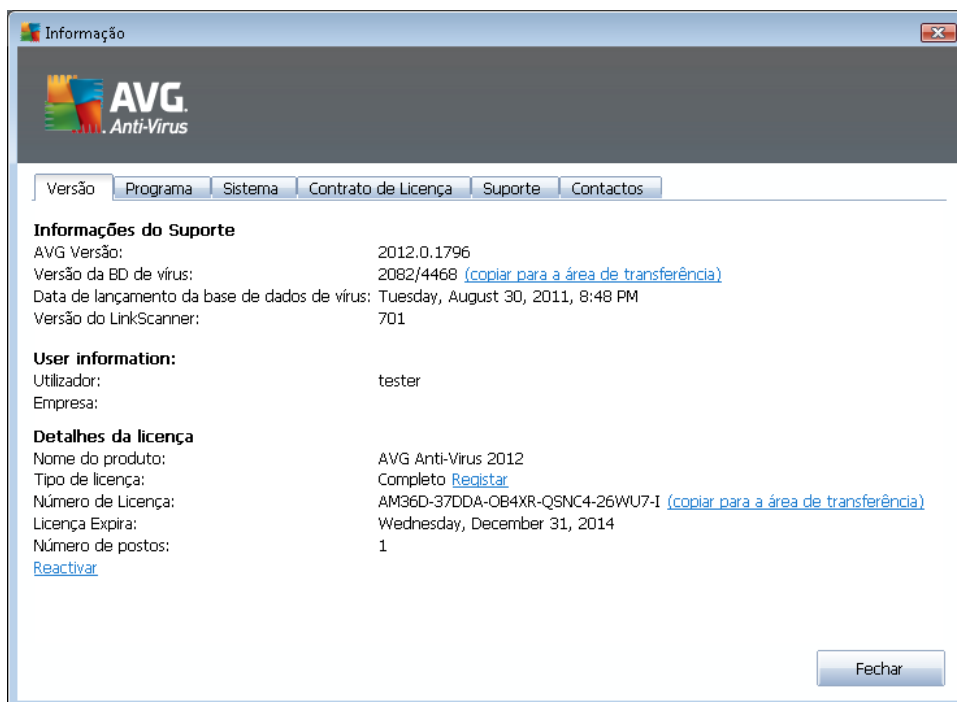 Informação
AVG.
Anti-Virus
Versão Programa Sistema Contrato de Licença Suporte Contactos
Informações do Suporte
AVG Versão: 2012.0.1796
Versão da BD de vírus: 2082/4468 (copiar para a área de transferência)
Data de lançamento da base de dados de vírus: Tuesday, August 30, 2011, 8:48 PM
Versão do LinkScanner: 701
User information:
Utilizador: tester
Empresa:
Detalhes da licença
Nome do produto: AVG Anti-Virus 2012
Tipo de licença: Completo Registar
Número de Licença: AM36D-37DDA-OB4XR-QSNC4-26WU7-I (copiar para a área de transferência)
Licença Expira: Wednesday, December 31, 2014
Número de postos: 1
Reactivar
Fechar